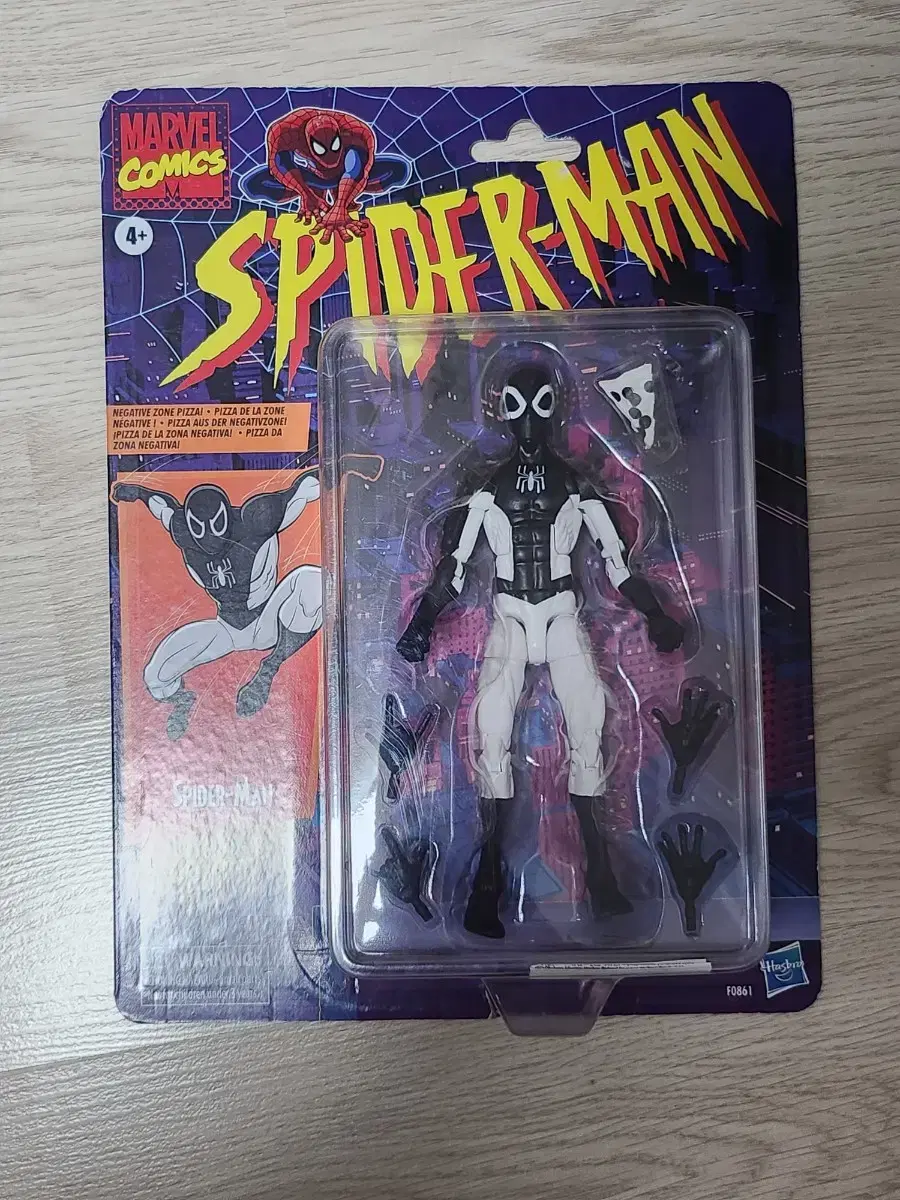 MARVEL
COMICS
M
4+
SPIDER-MAN
NEGATIVE ZONE PIZZA! • PIZZA DE LA ZONE
NÉGATIVE ! • PIZZA AUS DER NEGATIVZONE!
¡PIZZA DE LA ZONA NEGATIVA! • PIZZA DA
ZONA NEGATIVA!
SPIDER-MAN
WARNING:
F0861
Hasbro